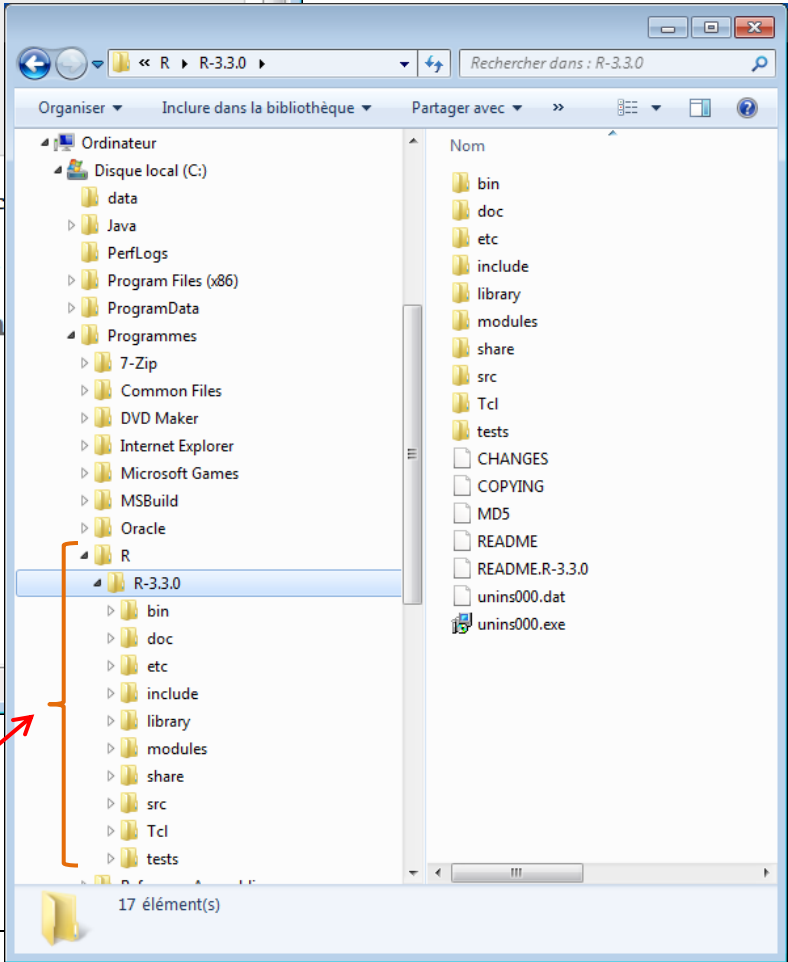 « R ▸ R-3.3.0 ▸
Rechercher dans : R-3.3.0
Organiser Inclure dans la bibliothèque Partager avec »
Ordinateur
Disque local (C:)
data
Java
PerfLogs
Program Files (x86)
ProgramData
Programmes
7-Zip
Common Files
DVD Maker
Internet Explorer
Microsoft Games
MSBuild
Oracle
R
R-3.3.0
bin
doc
etc
include
library
modules
share
src
Tcl
tests
Nom
bin
doc
etc
include
library
modules
share
src
Tcl
tests
CHANGES
COPYING
MD5
README
README.R-3.3.0
unins000.dat
unins000.exe
17 élément(s)